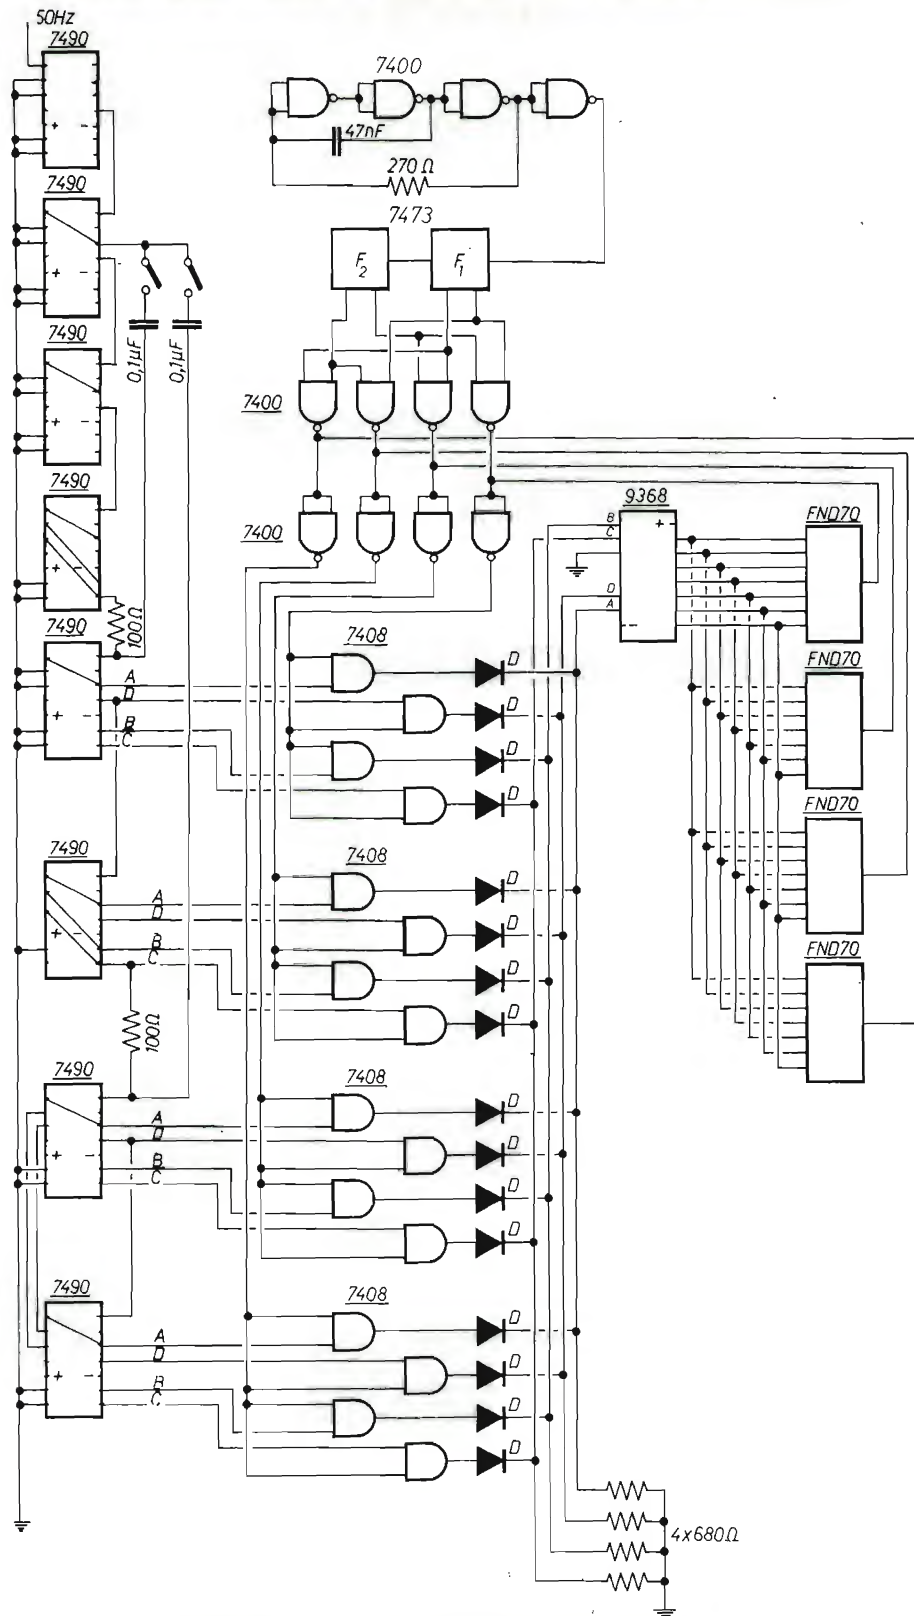 50Hz
7490
7400
47nF
270 Ω
7473
F2
F1
7490
+ -
+ -
7490
0,1µF
0,1µF
+ -
7400
7490
+ -
7400
9368
B
C
+
D
A
-
FND70
7490
100Ω
+ -
A
D
B
C
7408
D
D
D
D
FND70
FND70
7490
+ -
A
D
B
C
100Ω
7408
D
D
D
D
FND70
7490
+ -
A
D
B
C
7408
D
D
D
D
7490
+ -
A
D
B
C
7408
D
D
D
D
4x680Ω